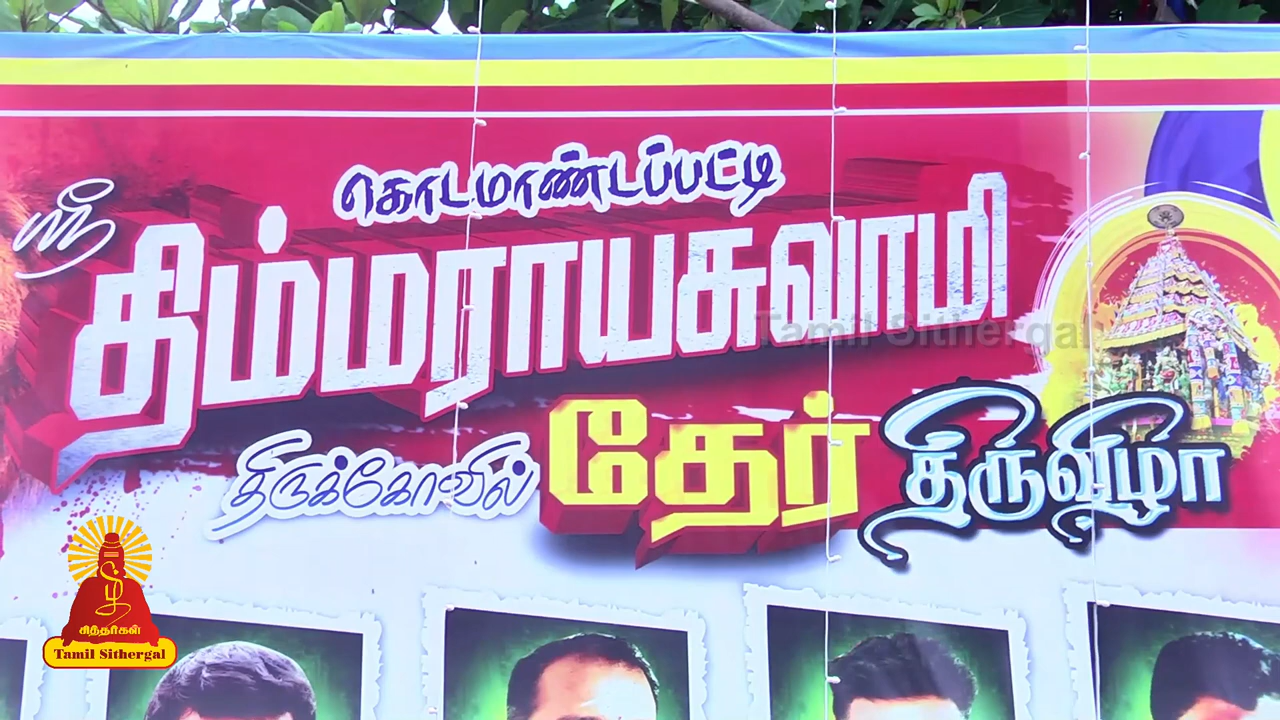 கொடமாண்டப்பட்டி
ஸ்ரீ
திம்மராயசுவாமி
திருக்கோவில் தேர் திருவிழா
Tamil Sithergal
சித்தர்கள்
Tamil Sithergal